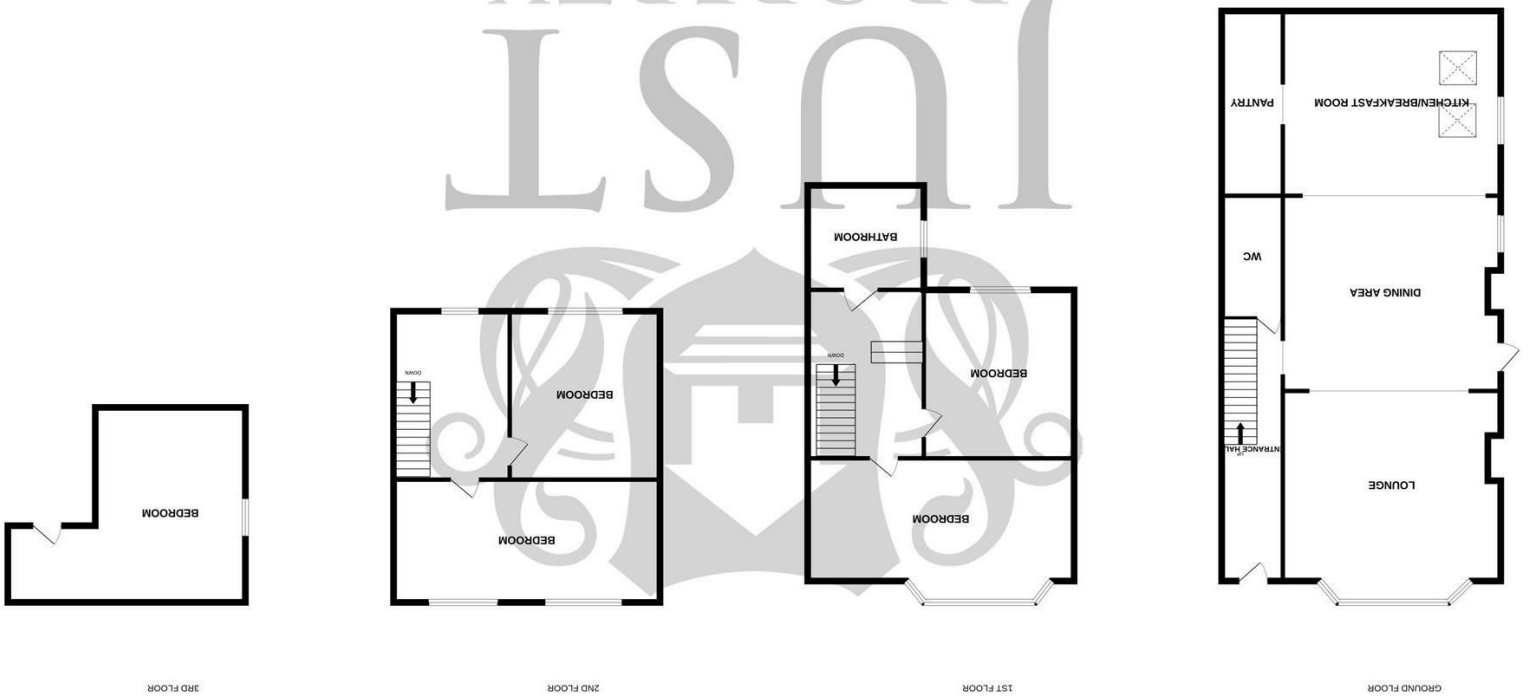 GROUND FLOOR
1ST FLOOR
2ND FLOOR
3RD FLOOR
LOUNGE
ENTRANCE HALL
UP
DINING AREA
WC
KITCHEN/BREAKFAST ROOM
PANTRY
BEDROOM
BEDROOM
DOWN
BATHROOM
BEDROOM
BEDROOM
DOWN
BEDROOM
JUST